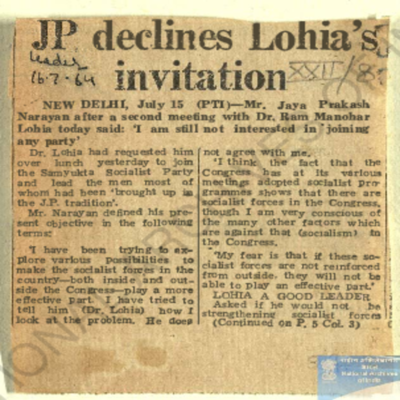 JP declines Lohia's
invitation
Leader
16-7-64
XXII/8
NEW DELHI, July 15 (PTI)—Mr. Jaya Prakash
Narayan after a second meeting with Dr. Ram Manohar
Lohia today said: 'I am still not interested in joining
any party'
Dr. Lohia had requested him
over lunch yesterday to join
the Samyukta Socialist Party
and lead the men most of
whom had been 'brought up in
the J.P. tradition'.
Mr. Narayan defined his pre-
sent objective in the following
terms:
'I have been trying to ex-
plore various possibilities to
make the socialist forces in the
country—both inside and out-
side the Congress—play a more
effective part. I have tried to
tell him (Dr. Lohia) how I
look at the problem. He does
not agree with me.
'I think the fact that the
Congress has at its various
meetings adopted socialist pro-
grammes shows that there are
socialist forces in the Congress,
though I am very conscious of
the many other factors which
are against that (socialism) in
the Congress.
'My fear is that if these so-
cialist forces are not reinforced
from outside, they will not be
able to play an effective part.'
LOHIA A GOOD LEADER
Asked if he would not be
strengthening socialist forces
(Continued on P. 5 Col. 3)